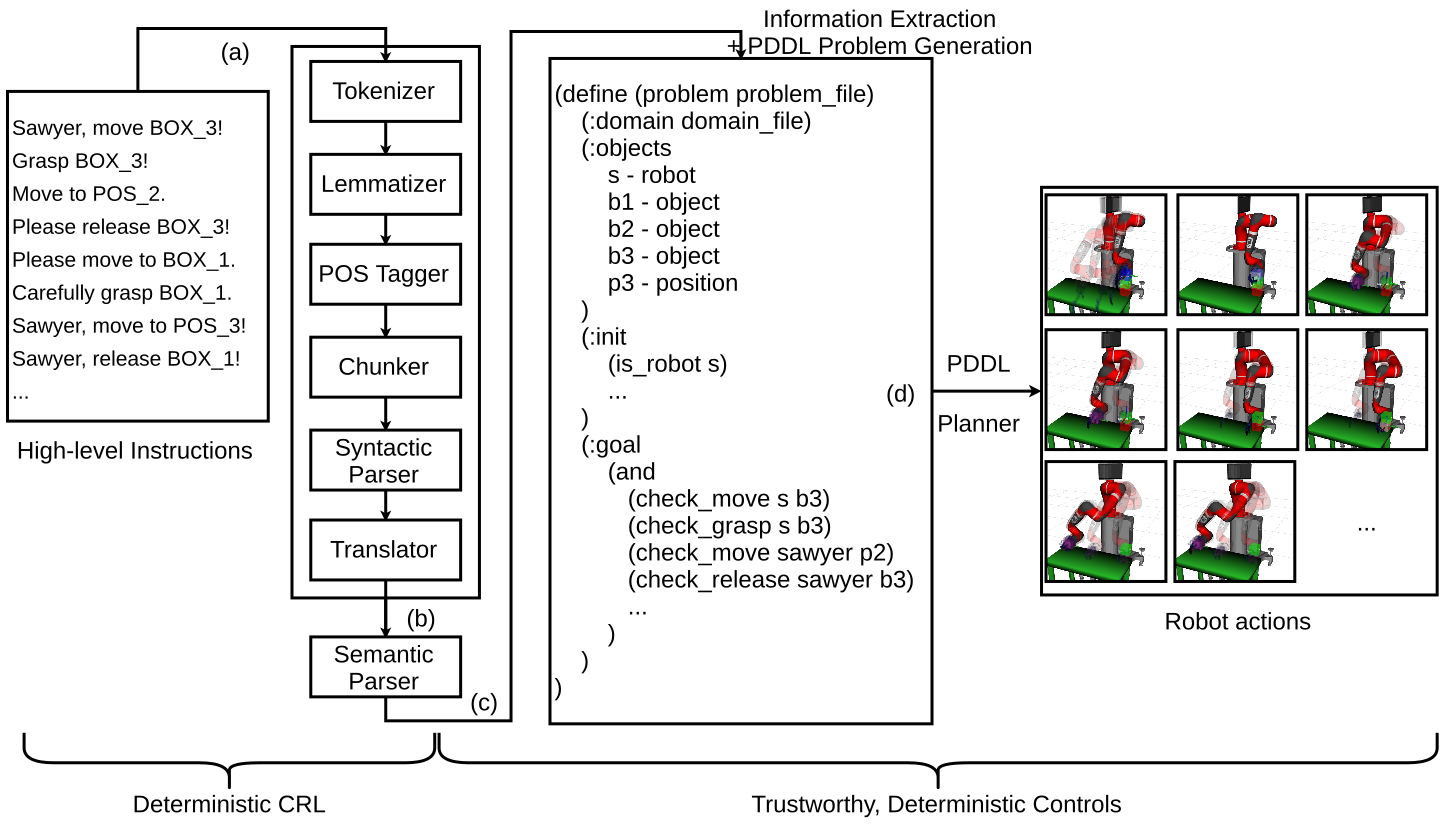 (a)
Sawyer, move BOX_3!
Grasp BOX_3!
Move to POS_2.
Please release BOX_3!
Please move to BOX_1.
Carefully grasp BOX_1.
Sawyer, move to POS_3!
Sawyer, release BOX_1!
...
High-level Instructions
Tokenizer
Lemmatizer
POS Tagger
Chunker
Syntactic
Parser
Translator
(b)
Semantic
Parser
(c)
Information Extraction
+ PDDL Problem Generation
(define (problem problem_file)
(:domain domain_file)
(:objects
s - robot
b1 - object
b2 - object
b3 - object
p3 - position
)
(:init
(is_robot s)
...
)
(:goal
(and
(check_move s b3)
(check_grasp s b3)
(check_move sawyer p2)
(check_release sawyer b3)
...
)
)
)
(d)
PDDL
Planner
...
Robot actions
Deterministic CRL
Trustworthy, Deterministic Controls